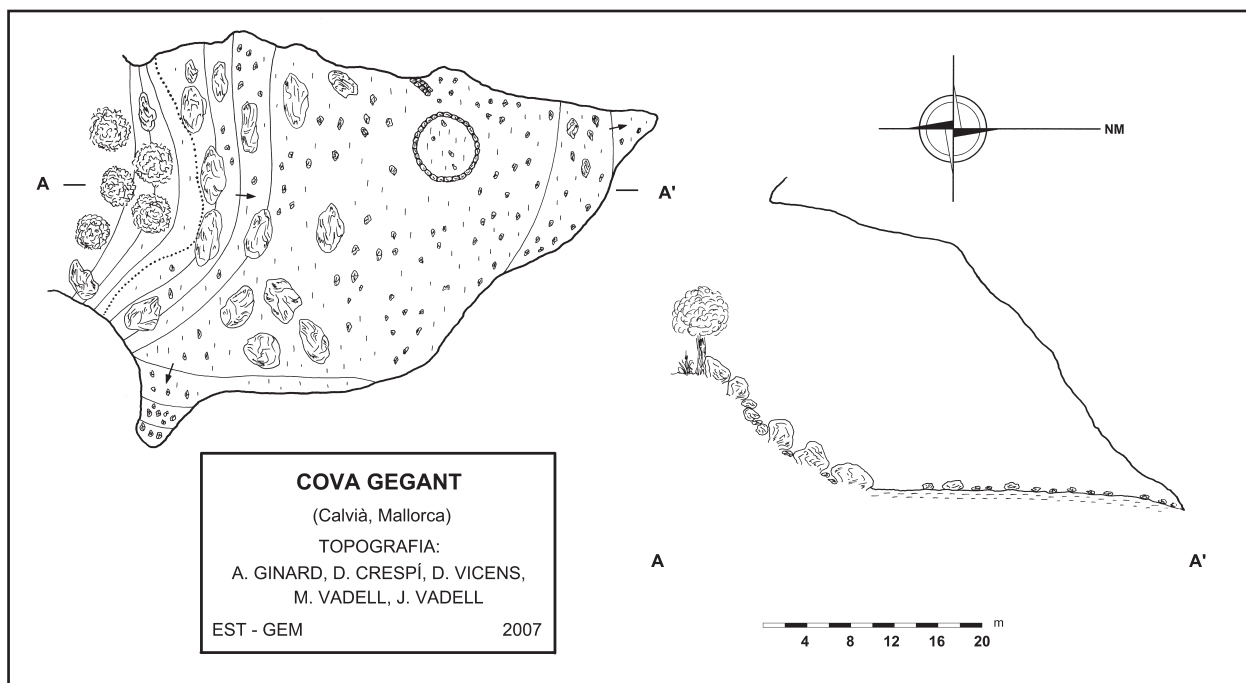 NM
A
A'
COVA GEGANT
(Calvià, Mallorca)
TOPOGRAFIA:
A. GINARD, D. CRESPÍ, D. VICENS,
M. VADELL, J. VADELL
EST - GEM 2007
A
A'
m
4 8 12 16 20